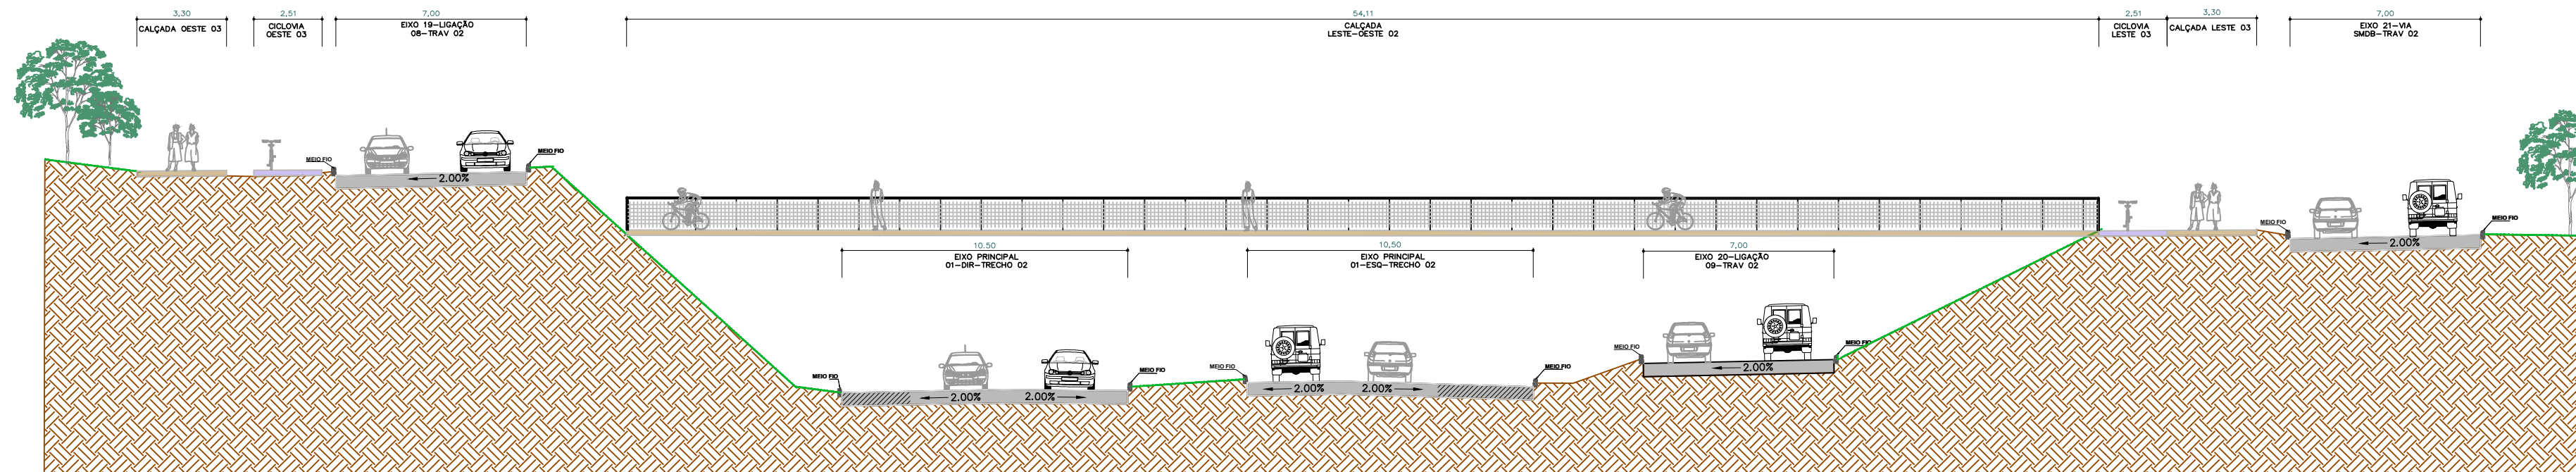 3,30
CALÇADA OESTE 03
2,51
CICLOVIA
OESTE 03
7,00
EIXO 19-LIGAÇÃO
08-TRAV 02
54,11
CALÇADA
LESTE-OESTE 02
2,51
CICLOVIA
LESTE 03
3,30
CALÇADA LESTE 03
7,00
EIXO 21-VIA
SMDB-TRAV 02
MEIO FIO
2.00%
MEIO FIO
MEIO FIO
2.00%
MEIO FIO
10.50
EIXO PRINCIPAL
01-DIR-TRECHO 02
10,50
EIXO PRINCIPAL
01-ESQ-TRECHO 02
7,00
EIXO 20-LIGAÇÃO
09-TRAV 02
MEIO FIO
2.00%
2.00%
MEIO FIO
MEIO FIO
2.00%
2.00%
MEIO FIO
MEIO FIO
2.00%
MEIO FIO